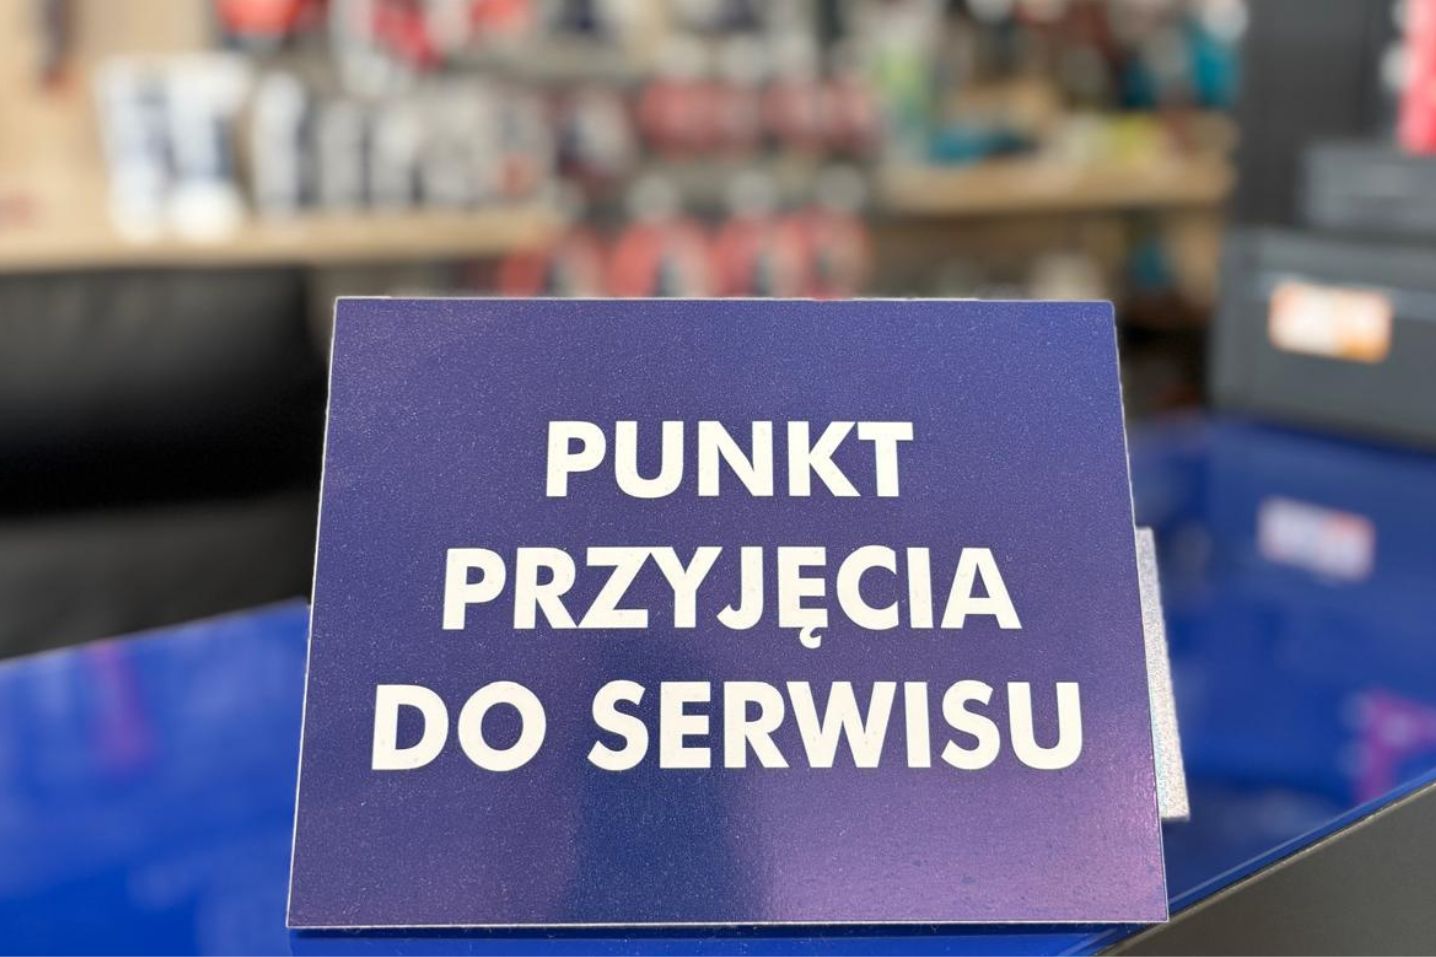 PUNKT
PRZYJĘCIA
DO SERWISU